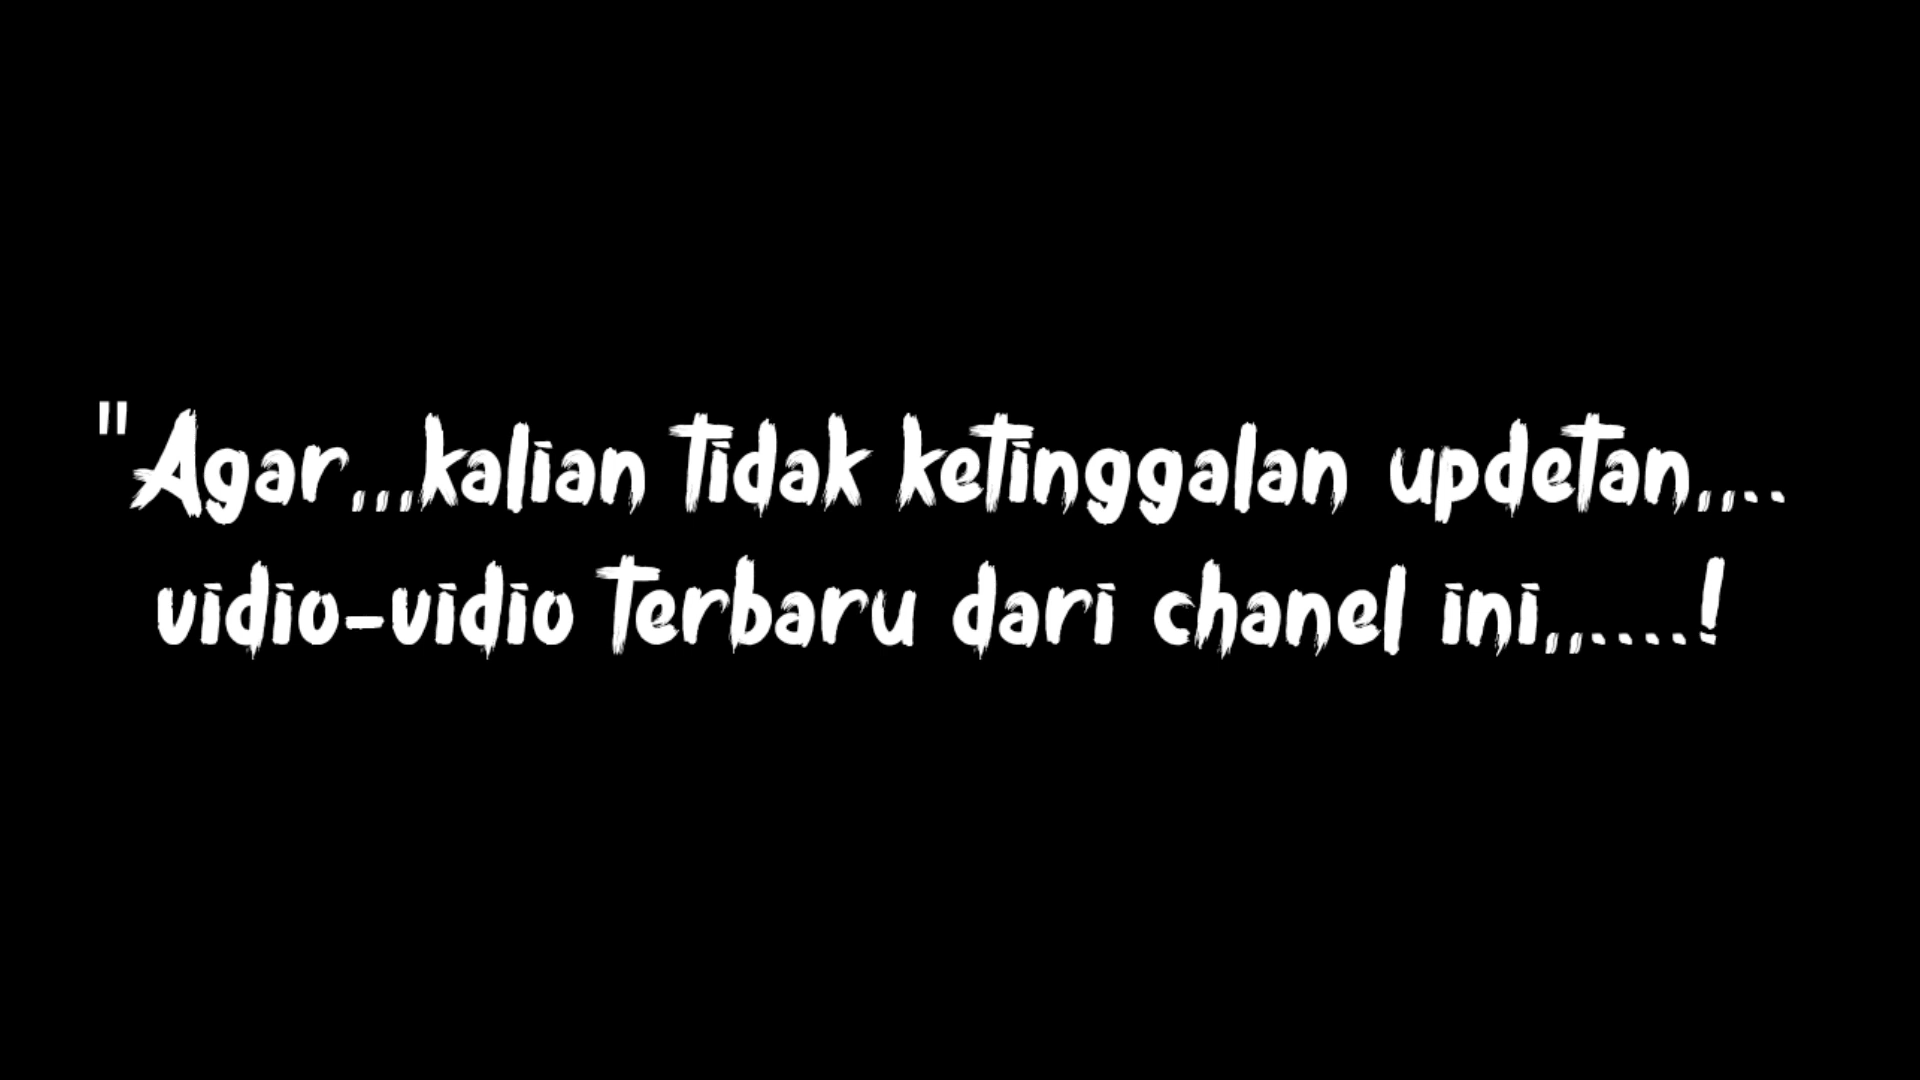 "Agar,,,kalian tidak ketinggalan updetan,,..
vidio-vidio terbaru dari chanel ini,,....!